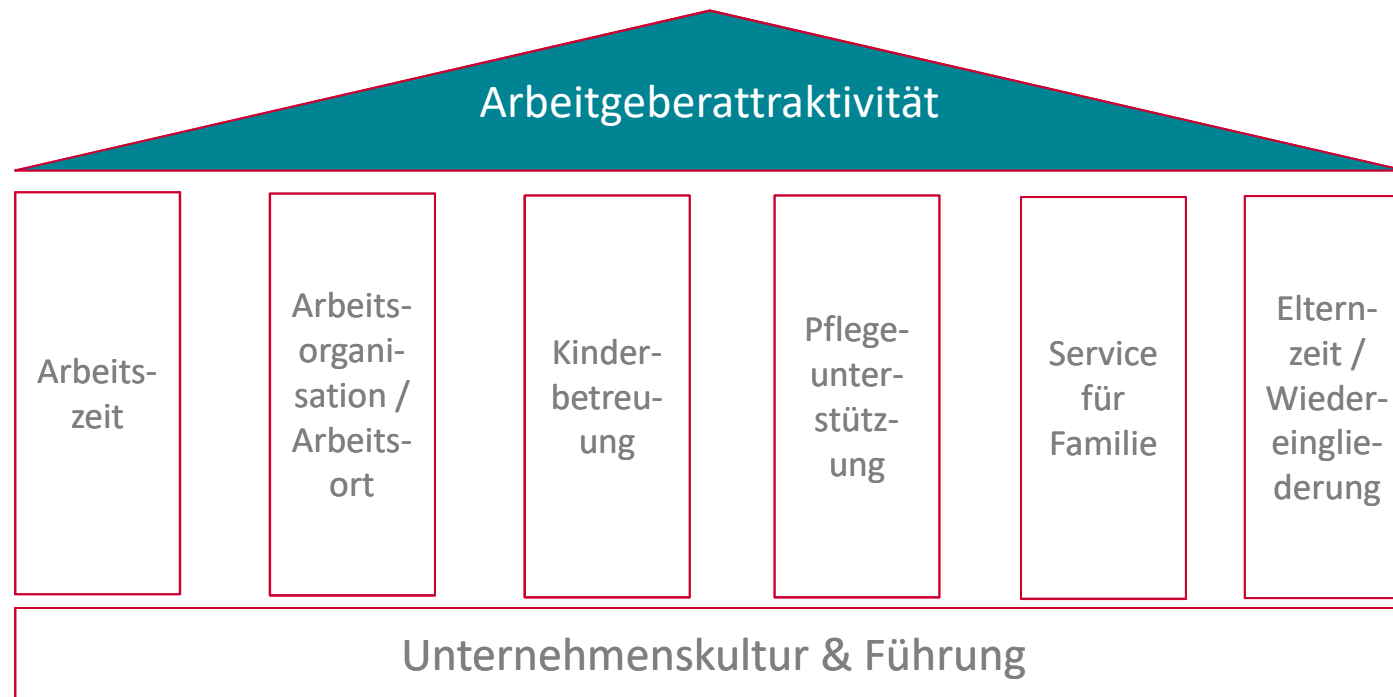 Arbeitgeberattraktivität
Arbeits-
zeit
Arbeits-
organi-
sation /
Arbeits-
ort
Kinder-
betreu-
ung
Pflege-
unter-
stütz-
ung
Service
für
Familie
Eltern-
zeit /
Wieder-
einglie-
derung
Unternehmenskultur & Führung